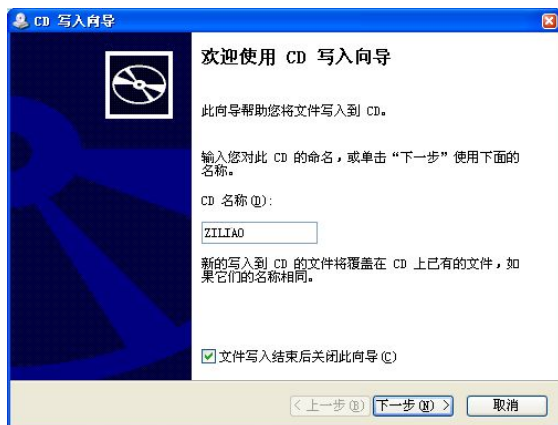 CD 写入向导
欢迎使用 CD 写入向导
此向导帮助您将文件写入到 CD。
输入您对此 CD 的命名，或单击“下一步”使用下面的
名称。
CD 名称(D):
ZILIAO
新的写入到 CD 的文件将覆盖在 CD 上已有的文件，如
果它们的名称相同。
文件写入结束后关闭此向导(C)
< 上一步(B) 下一步(N) > 取消